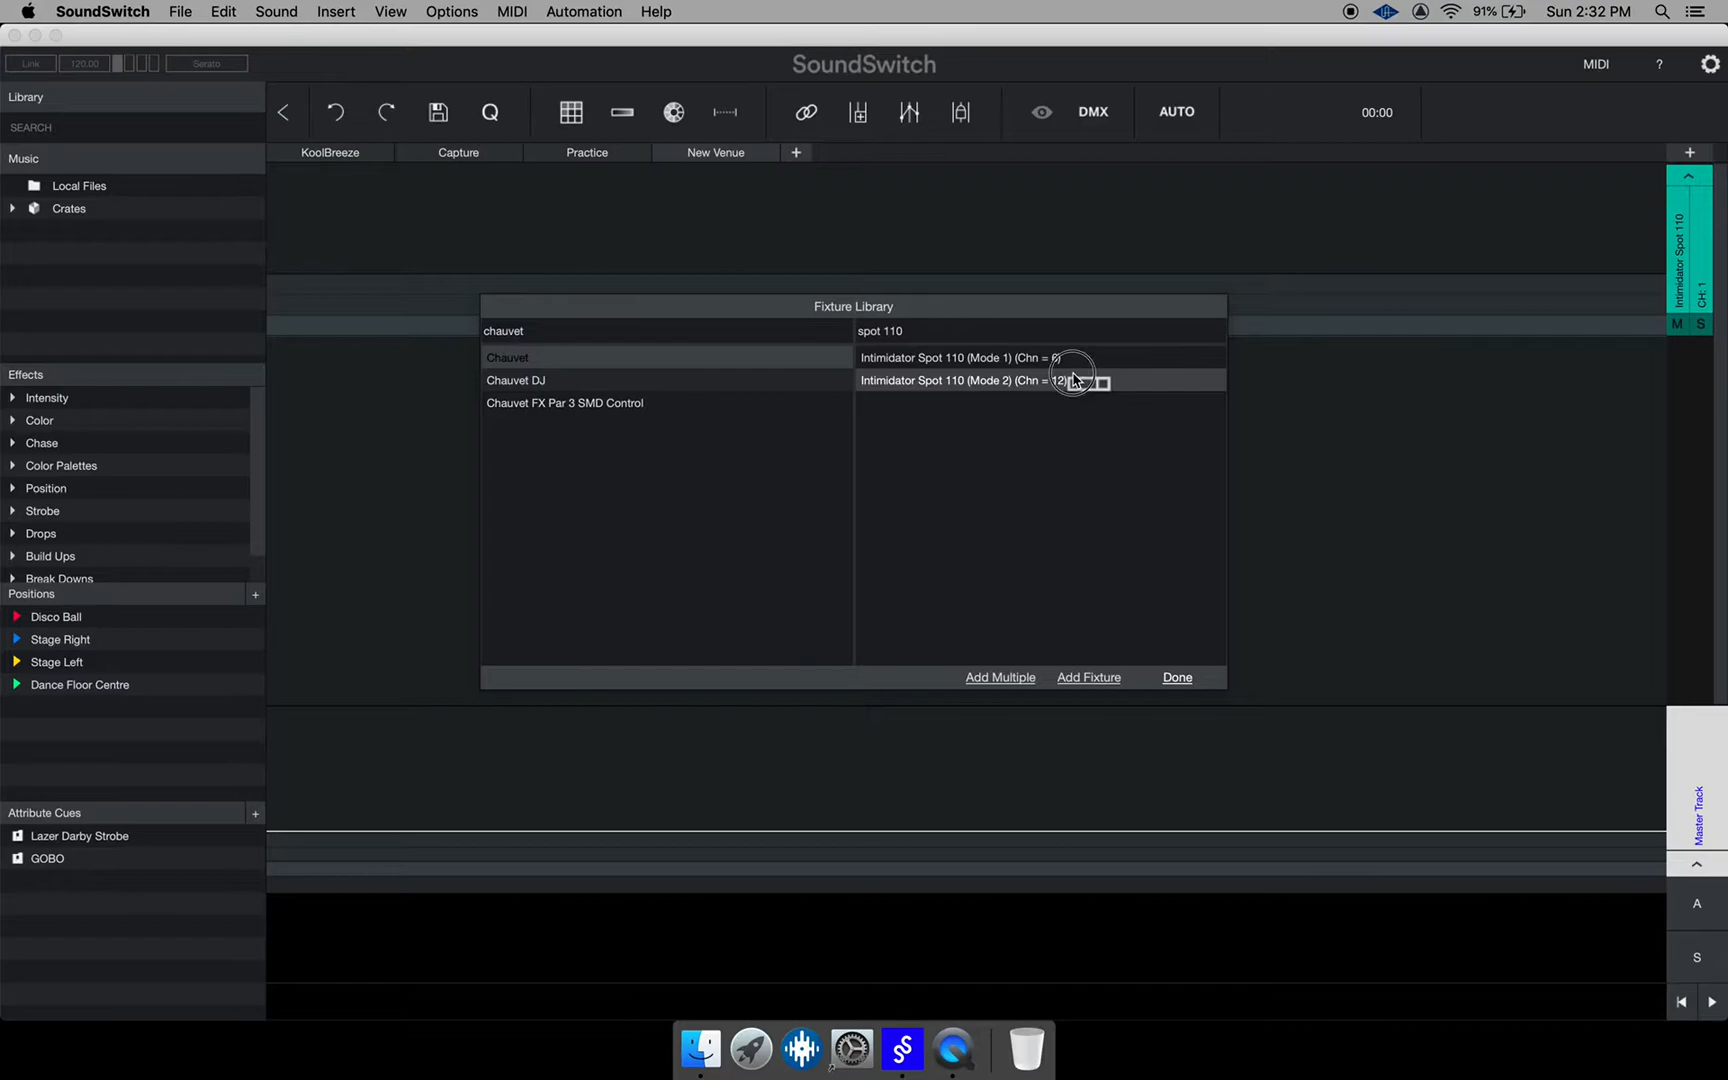 SoundSwitch File Edit Sound Insert View Options MIDI Automation Help 91% Sun 2:32 PM
Link 120.00 Serato SoundSwitch MIDI ?
Library
SEARCH
Music
Local Files
Crates
Q DMX AUTO 00:00
KoolBreeze Capture Practice New Venue + +
Intimidator Spot 110
CH: 1
M S
Fixture Library
chauvet spot 110
Chauvet Intimidator Spot 110 (Mode 1) (Chn = 6)
Chauvet DJ Intimidator Spot 110 (Mode 2) (Chn = 12)
Chauvet FX Par 3 SMD Control
Add Multiple Add Fixture Done
Effects
Intensity
Color
Chase
Color Palettes
Position
Strobe
Drops
Build Ups
Break Downs
Positions +
Disco Ball
Stage Right
Stage Left
Dance Floor Centre
Attribute Cues +
Lazer Darby Strobe
GOBO
Master Track
A
S